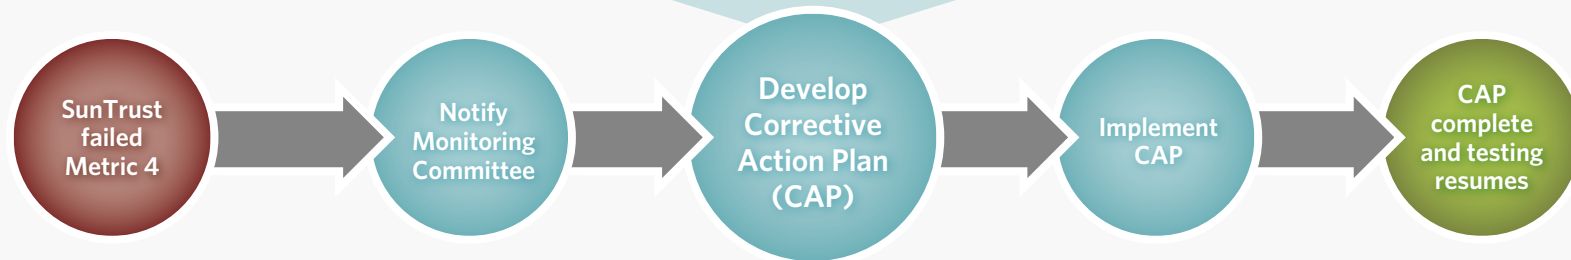 SunTrust
failed
Metric 4
Notify
Monitoring
Committee
Develop
Corrective
Action Plan
(CAP)
Implement
CAP
CAP
complete
and testing
resumes